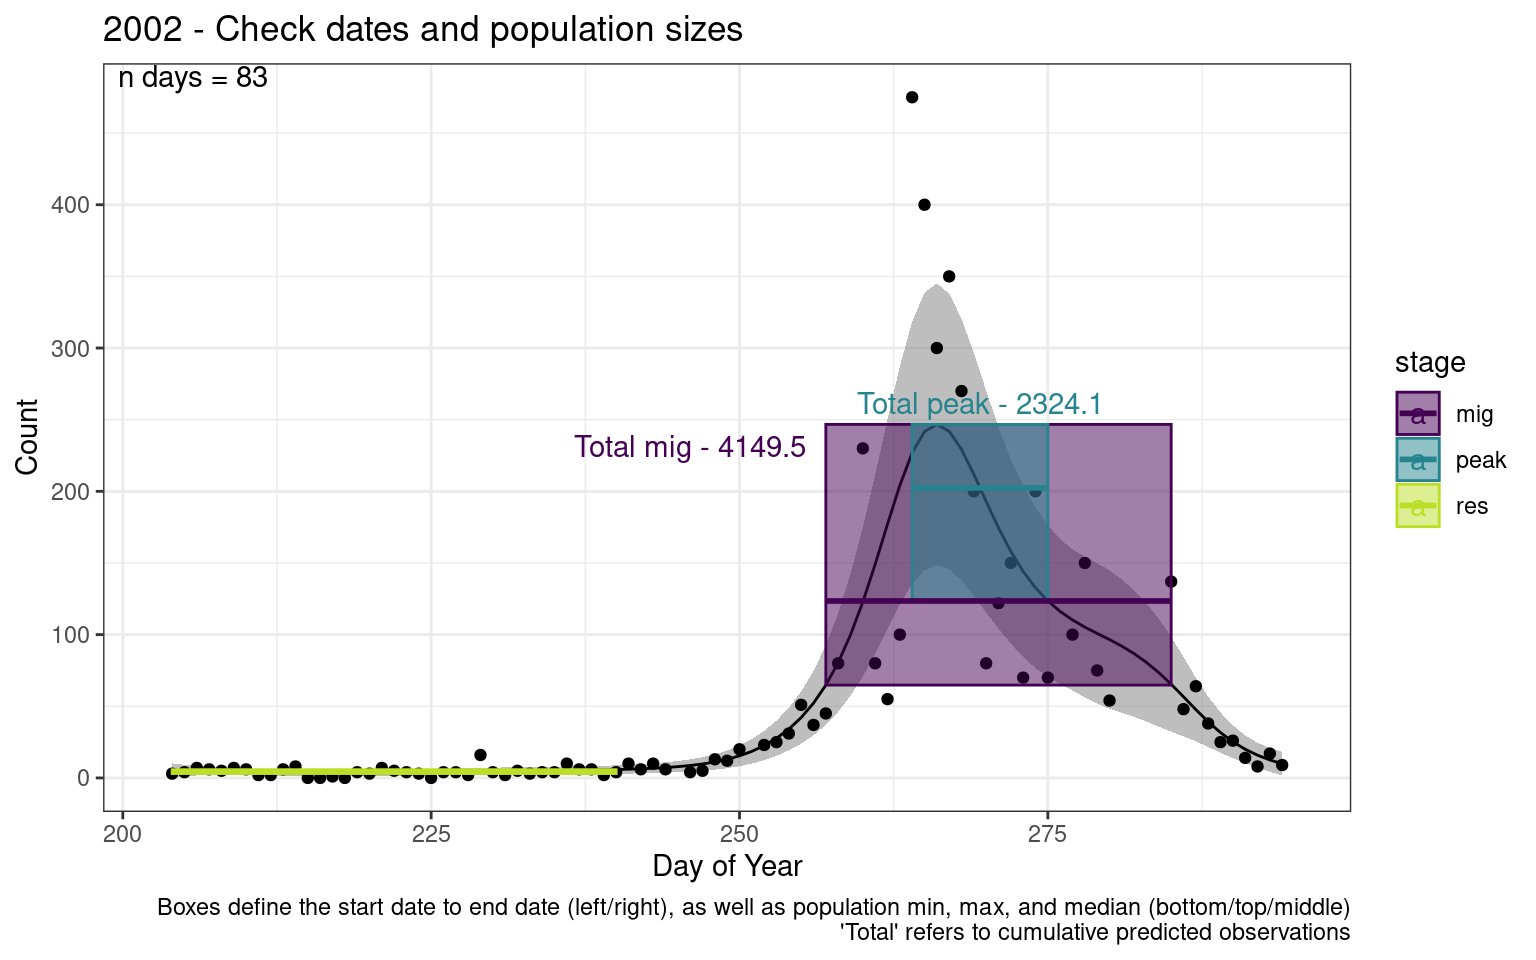 2002 - Check dates and population sizes
n days = 83
Count
400
300
200
100
0
Total peak - 2324.1
Total mig - 4149.5
200
225
250
275
Day of Year
stage
a mig
a peak
a res
Boxes define the start date to end date (left/right), as well as population min, max, and median (bottom/top/middle)
'Total' refers to cumulative predicted observations